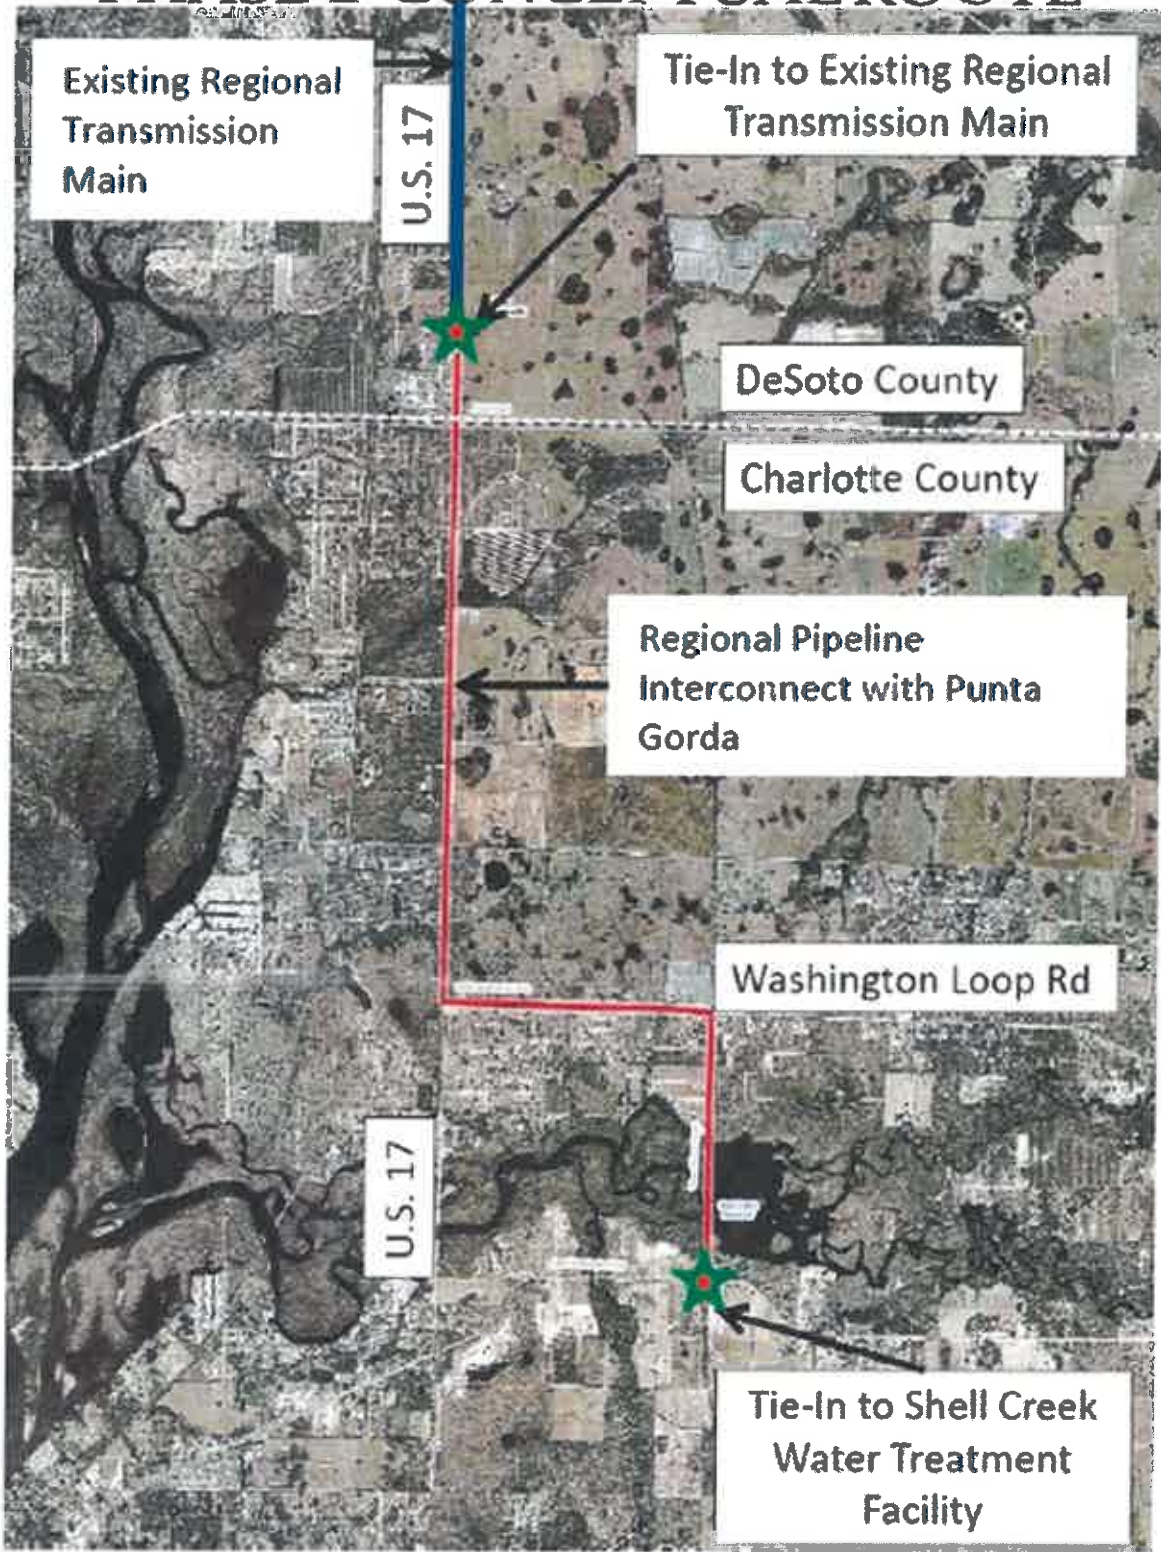 Existing Regional
Transmission
Main
U.S. 17
Tie-In to Existing Regional
Transmission Main
DeSoto County
Charlotte County
Regional Pipeline
Interconnect with Punta
Gorda
Washington Loop Rd
U.S. 17
Tie-In to Shell Creek
Water Treatment
Facility